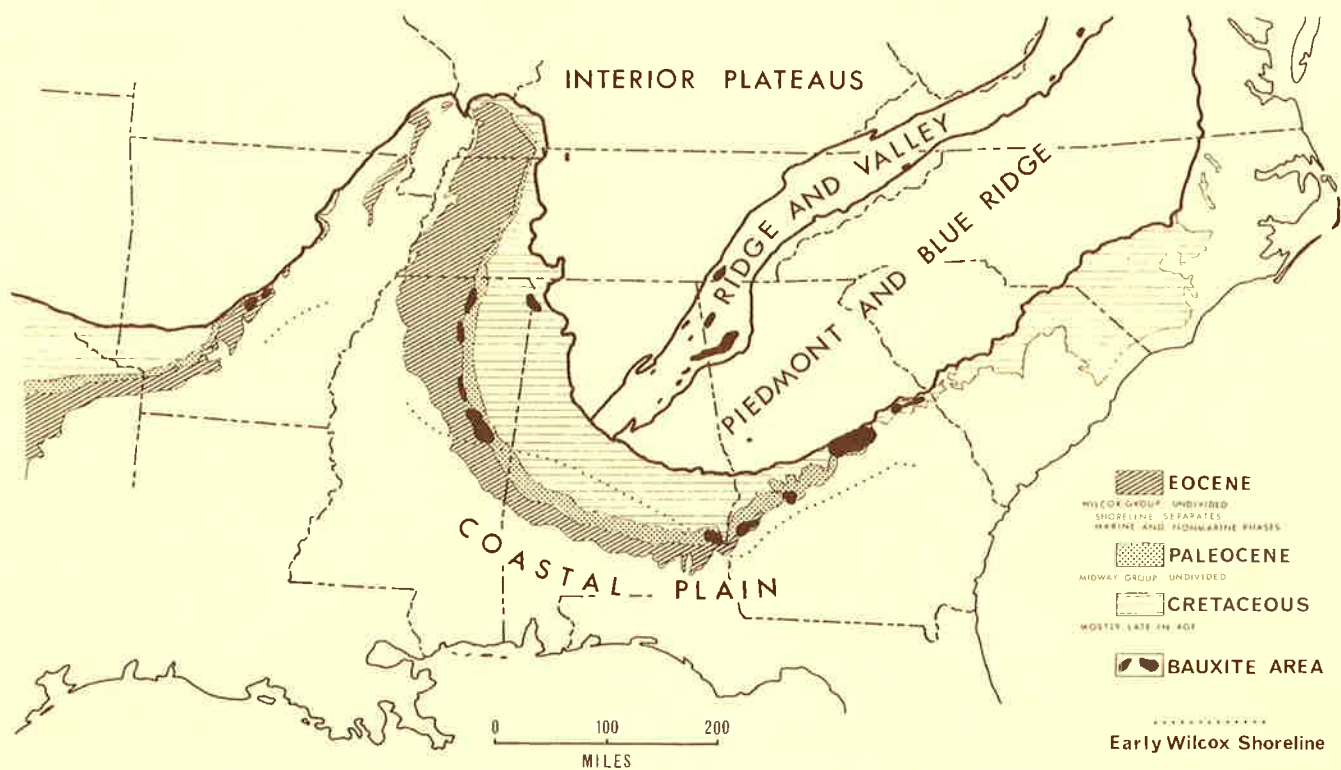 INTERIOR PLATEAUS
RIDGE AND VALLEY
PIEDMONT AND BLUE RIDGE
COASTAL PLAIN
EOCENE
WILCOX GROUP UNDIVIDED
SHORELINE SEPARATES
MARINE AND NONMARINE PHASES
PALEOCENE
MIDWAY GROUP UNDIVIDED
CRETACEOUS
MOSTLY LATE IN AGE
BAUXITE AREA
Early Wilcox Shoreline
0 100 200
MILES